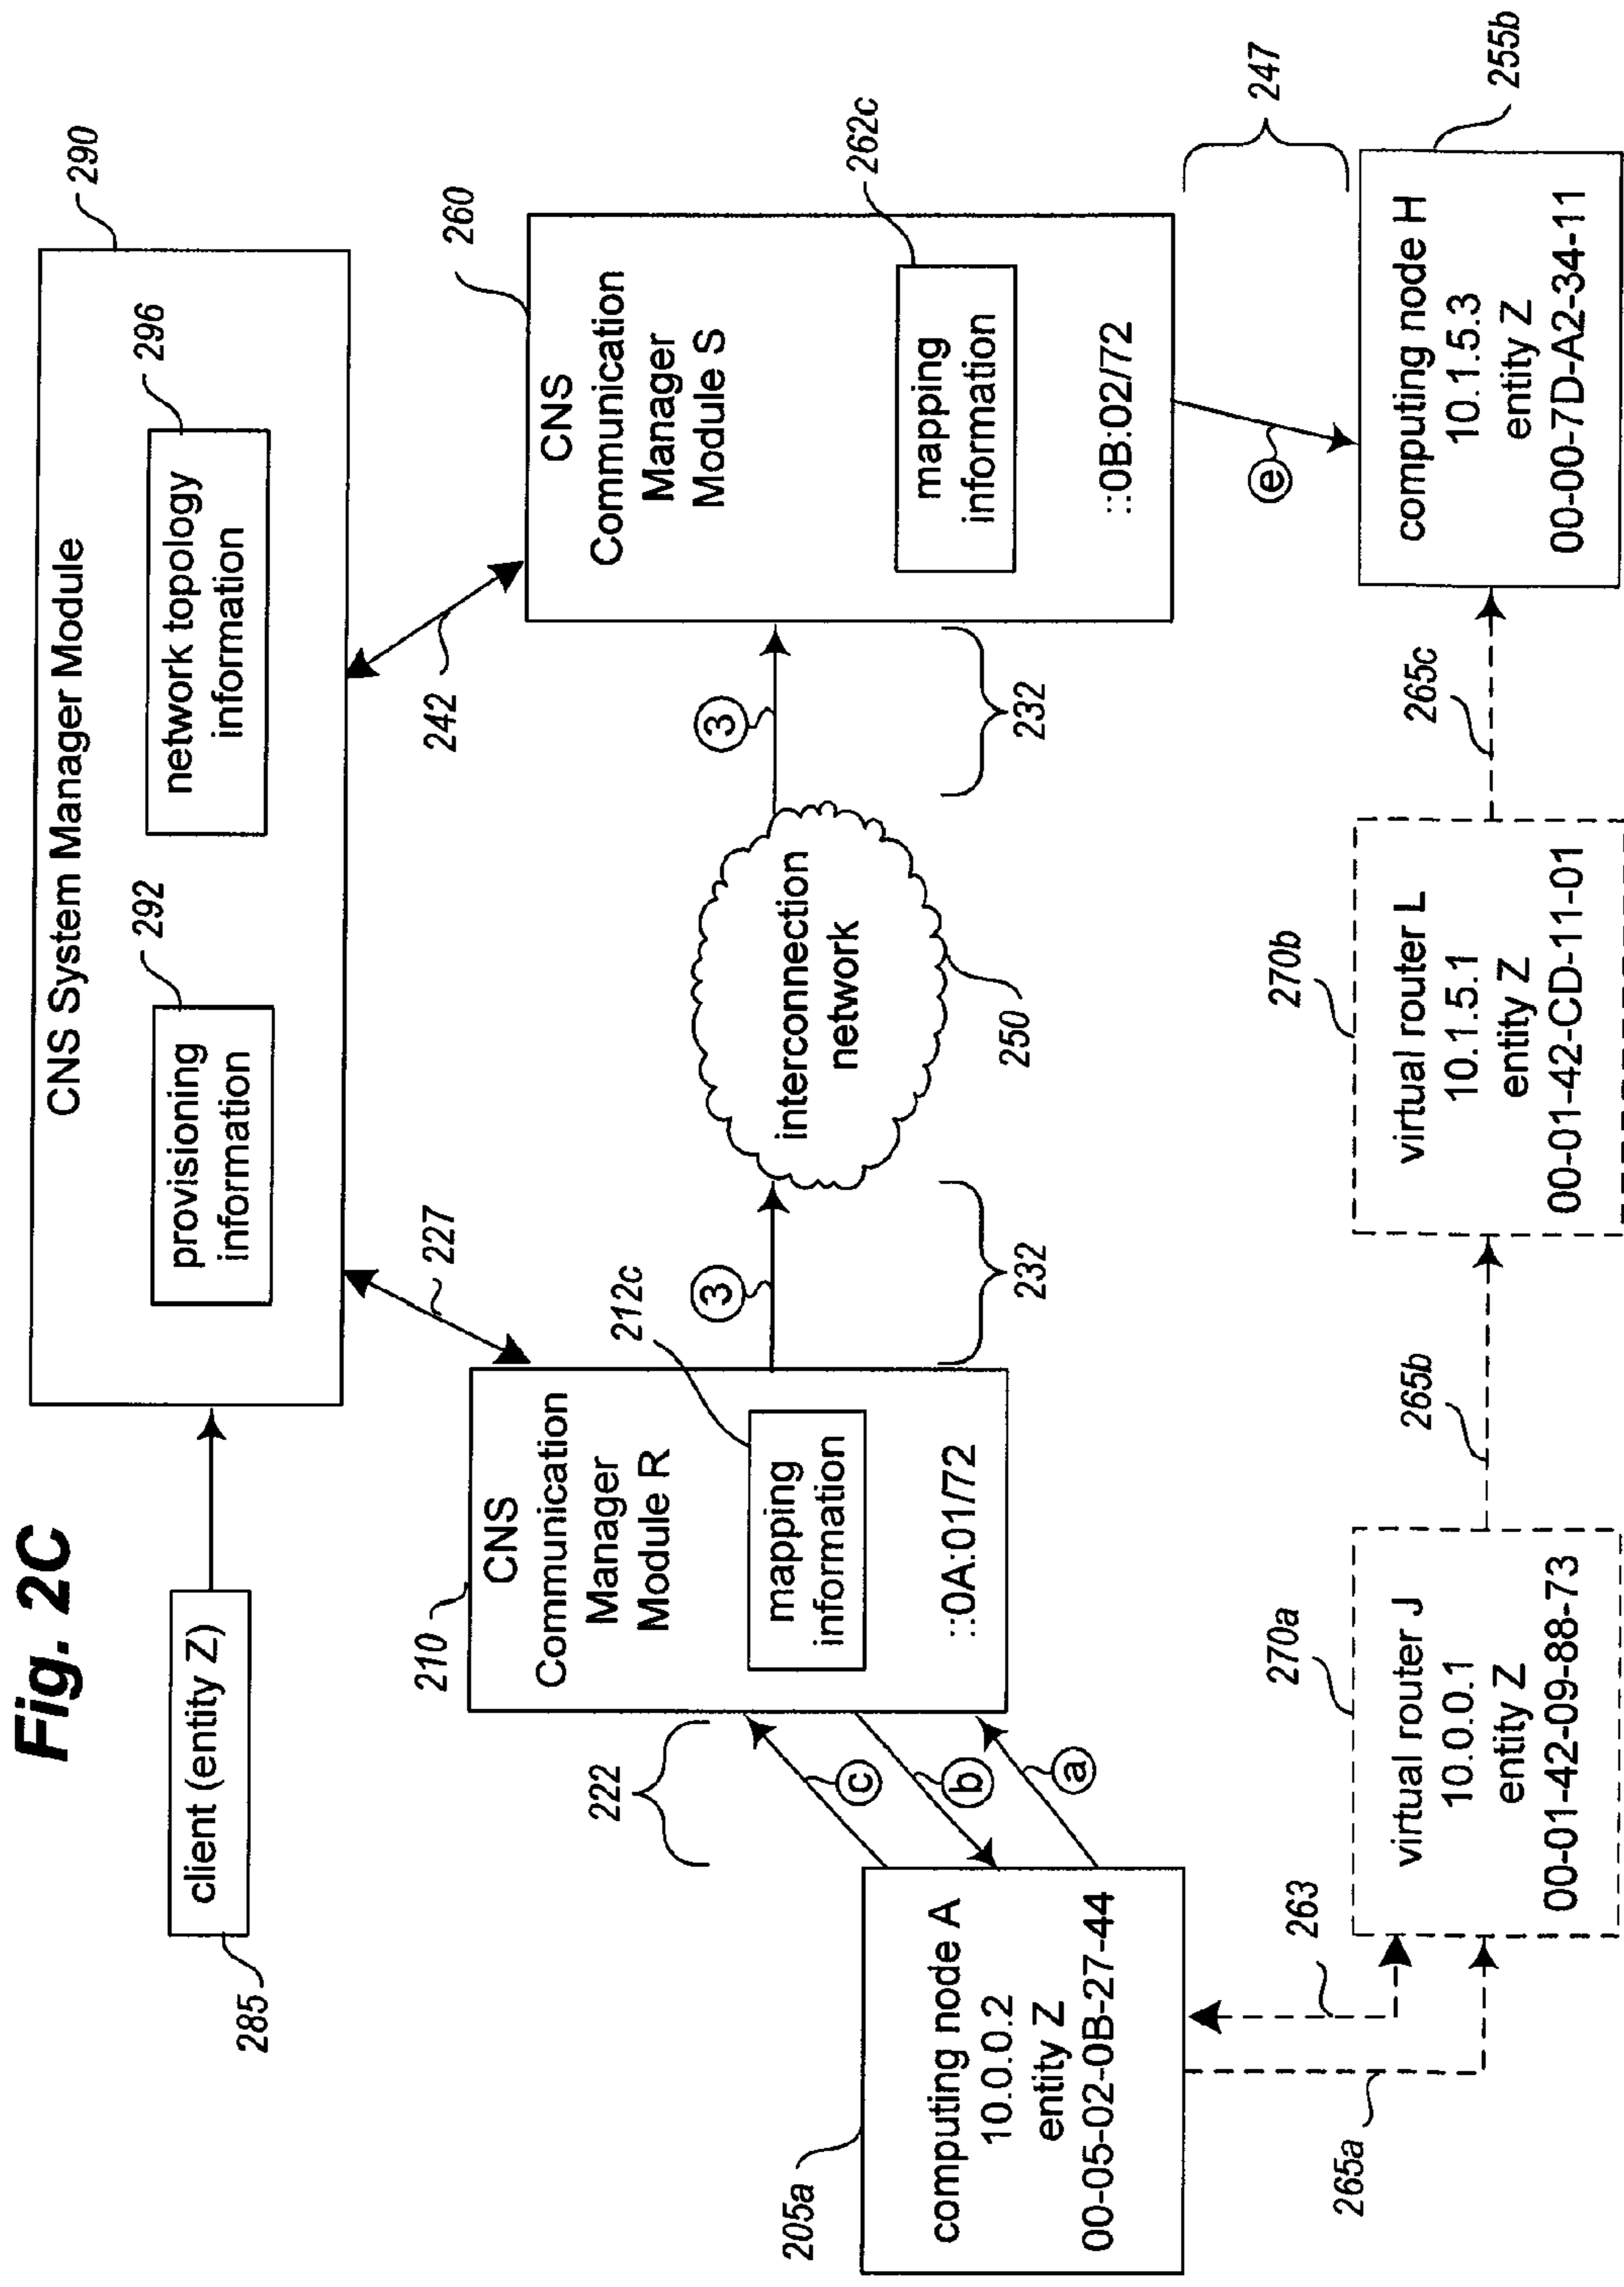 Fig. 2C
290
CNS System Manager Module
client (entity Z)
285
292
provisioning
information
296
network topology
information
227
242
210
CNS
Communication
Manager
Module R
212c
mapping
information
::0A:01/72
3
232
interconnection
network
250
3
232
260
CNS
Communication
Manager
Module S
262c
mapping
information
::0B:02/72
222
c
b
a
e
247
205a
computing node A
10.0.0.2
entity Z
00-05-02-0B-27-44
263
265a
270a
virtual router J
10.0.0.1
entity Z
00-01-42-09-88-73
265b
270b
virtual router L
10.1.5.1
entity Z
00-01-42-CD-11-01
265c
255b
computing node H
10.1.5.3
entity Z
00-00-7D-A2-34-11